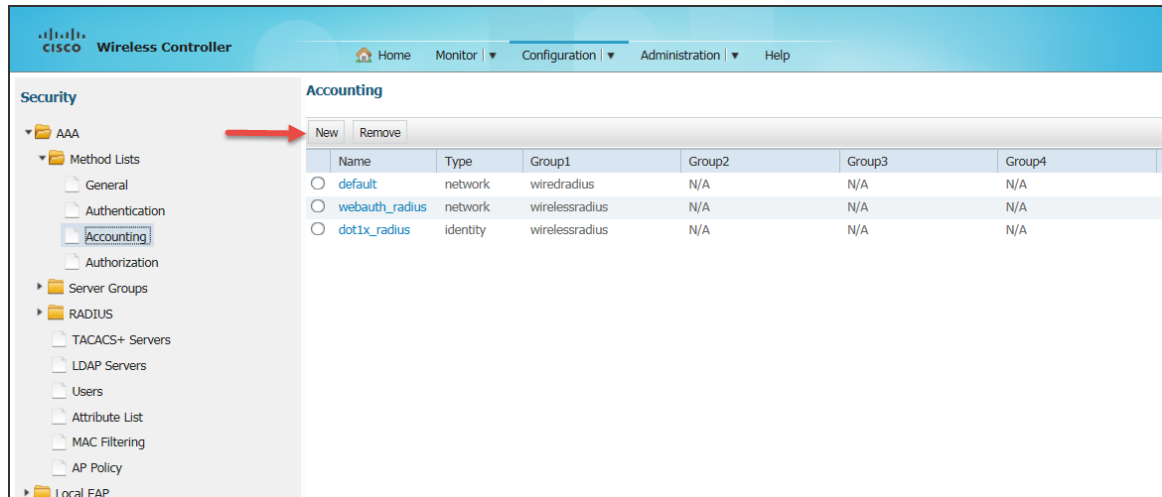 CISCO Wireless Controller
Home Monitor Configuration Administration Help
Security
Accounting
AAA
New Remove
Method Lists
Name Type Group1 Group2 Group3 Group4
General
default network wiredradius N/A N/A N/A
Authentication
webauth_radius network wirelessradius N/A N/A N/A
Accounting
dot1x_radius identity wirelessradius N/A N/A N/A
Authorization
Server Groups
RADIUS
TACACS+ Servers
LDAP Servers
Users
Attribute List
MAC Filtering
AP Policy
Local EAP